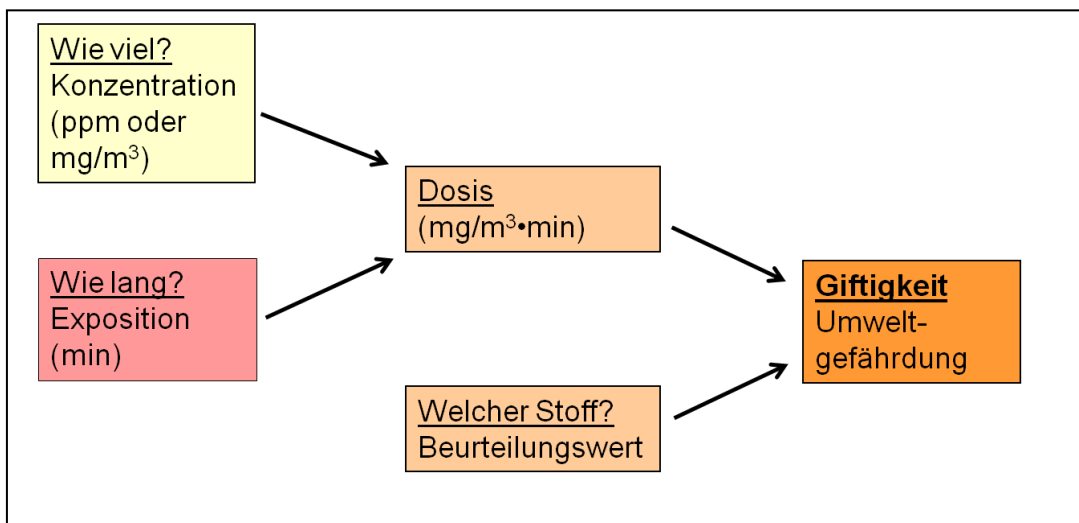 Wie viel?
Konzentration
(ppm oder
mg/m³)
Dosis
(mg/m³•min)
Wie lang?
Exposition
(min)
Giftigkeit
Umwelt-
gefährdung
Welcher Stoff?
Beurteilungswert